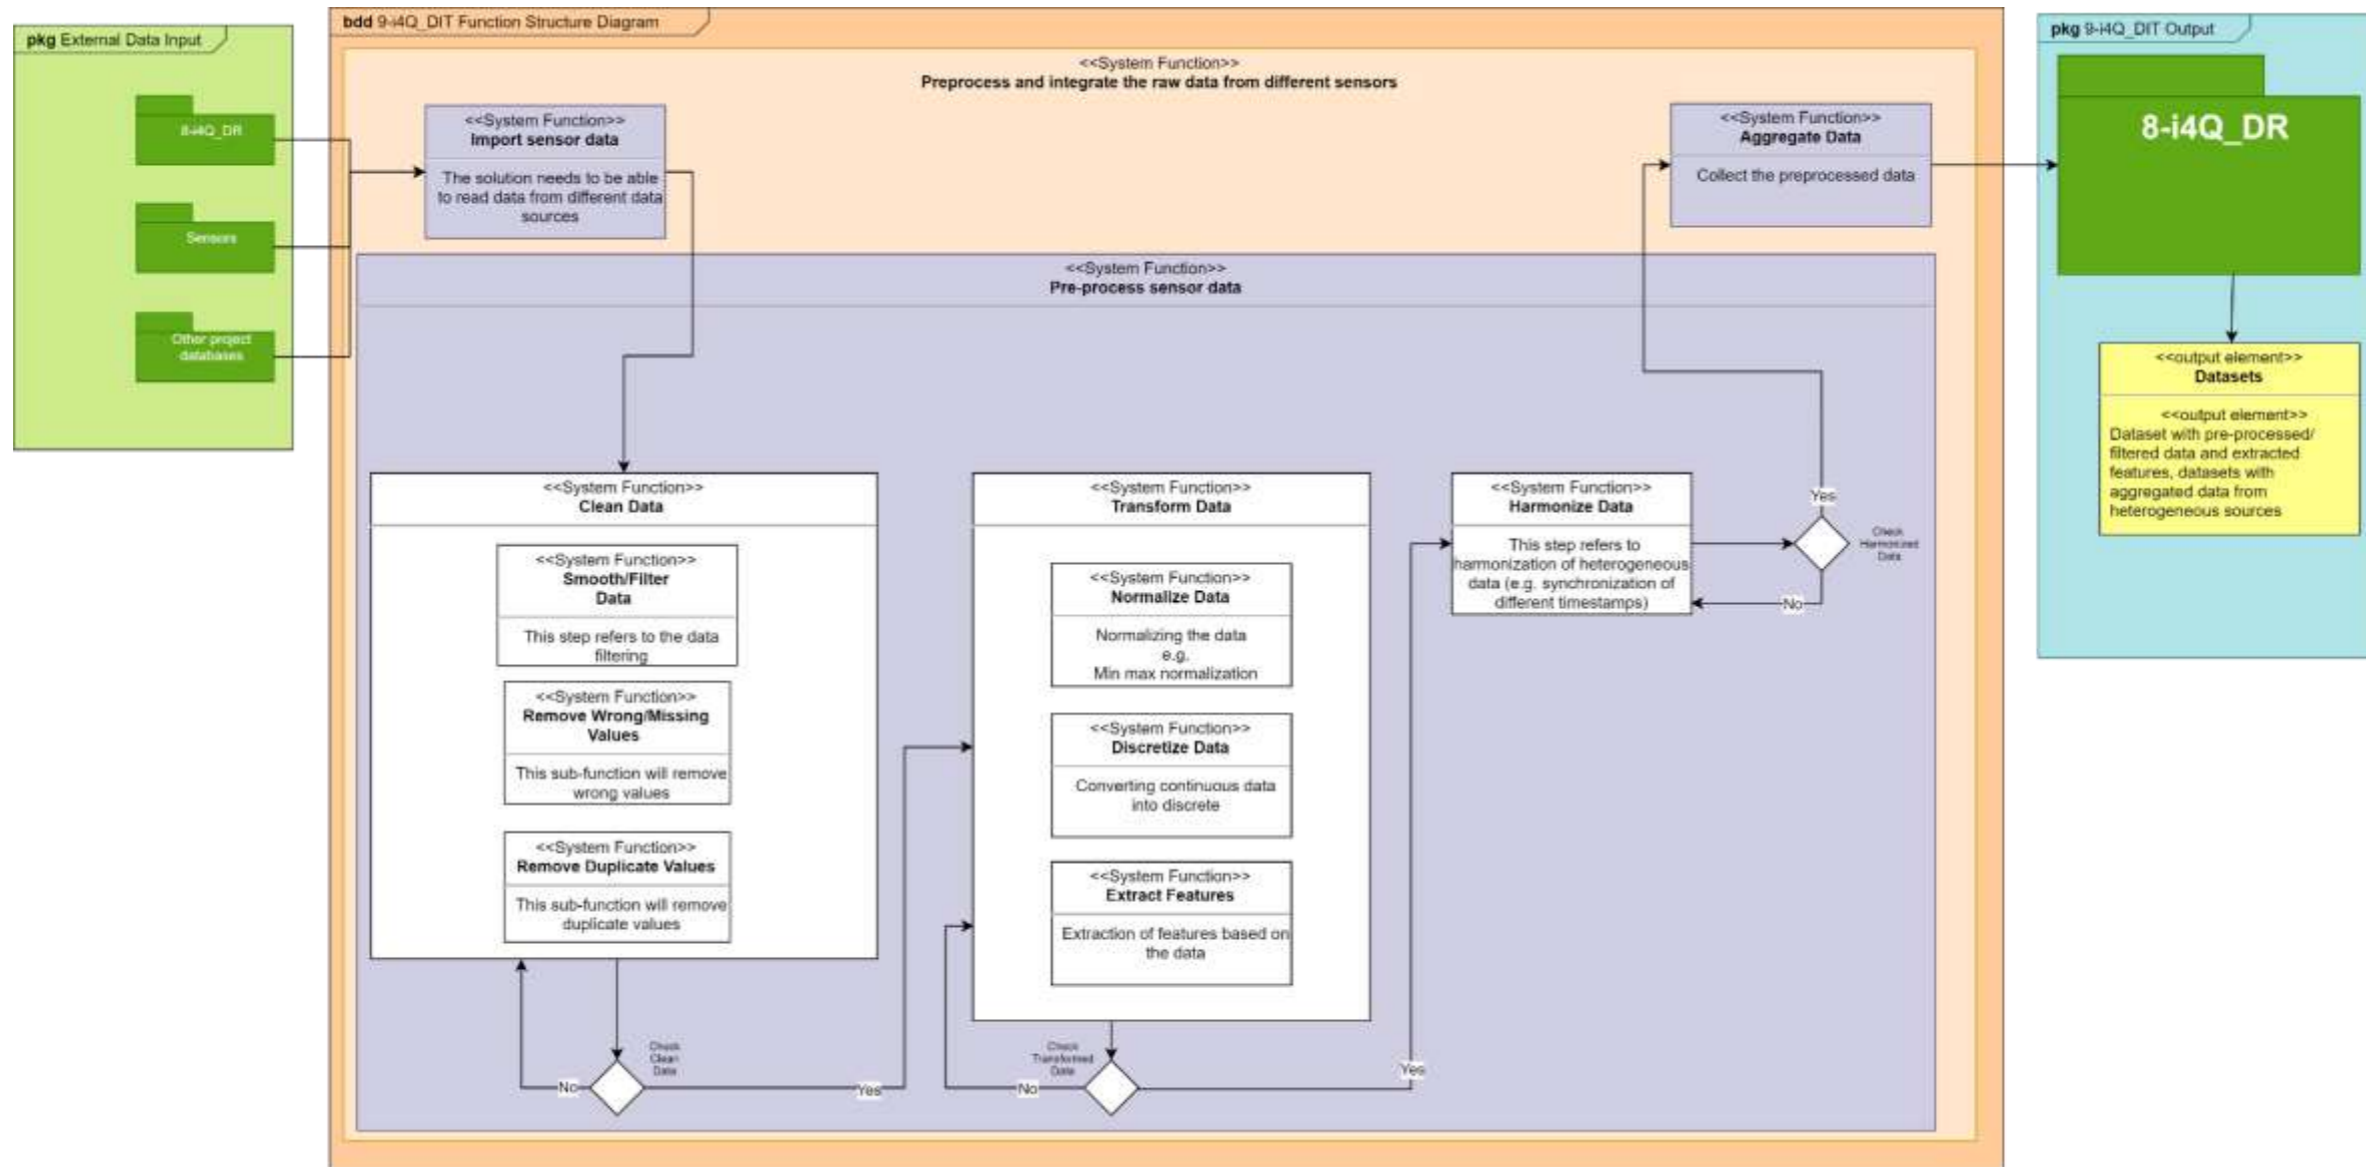 pkg External Data Input
8-i4Q_DR
Sensors
Other project
databases
bdd 9-i4Q_DIT Function Structure Diagram
<<System Function>>
Preprocess and integrate the raw data from different sensors
<<System Function>>
Import sensor data
The solution needs to be able
to read data from different data
sources
<<System Function>>
Aggregate Data
Collect the preprocessed data
<<System Function>>
Pre-process sensor data
<<System Function>>
Clean Data
<<System Function>>
Smooth/Filter
Data
This step refers to the data
filtering
<<System Function>>
Remove Wrong/Missing
Values
This sub-function will remove
wrong values
<<System Function>>
Remove Duplicate Values
This sub-function will remove
duplicate values
Check
Clean
Data
No
Yes
<<System Function>>
Transform Data
<<System Function>>
Normalize Data
Normalizing the data
e.g.
Min max normalization
<<System Function>>
Discretize Data
Converting continuous data
into discrete
<<System Function>>
Extract Features
Extraction of features based on
the data
Check
Transformed
Data
No
Yes
<<System Function>>
Harmonize Data
This step refers to
harmonization of heterogeneous
data (e.g. synchronization of
different timestamps)
Yes
Check
Harmonized
Data
No
pkg 9-i4Q_DIT Output
8-i4Q_DR
<<output element>>
Datasets
<<output element>>
Dataset with pre-processed/
filtered data and extracted
features, datasets with
aggregated data from
heterogeneous sources